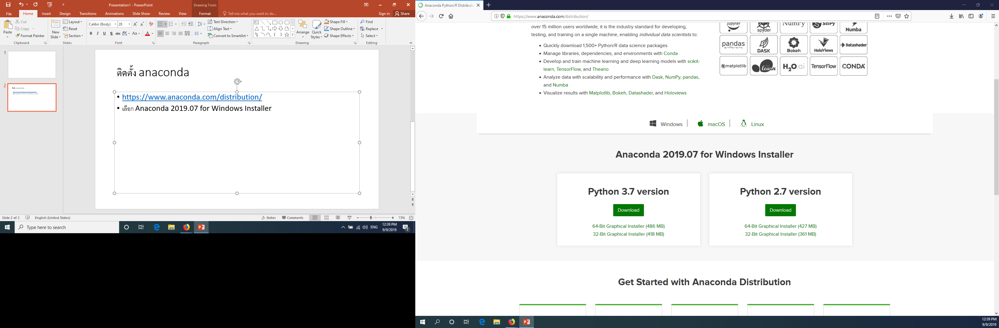 Presentation1 - PowerPoint
Drawing Tools
File
Home
Insert
Design
Transitions
Animations
Slide Show
Review
View
Format
Tell me what you want to do...
Sign in
Share
Paste
Cut
Copy
Format Painter
Clipboard
New
Slide
Layout
Reset
Section
Slides
Calibri (Body)
28
Font
Text Direction
Align Text
Convert to SmartArt
Paragraph
Arrange
Quick
Styles
Shape Fill
Shape Outline
Shape Effects
Drawing
Find
Replace
Select
Editing
1
2
ติดตั้ง anaconda
• https://www.anaconda.com/distribution/
• เลือก Anaconda 2019.07 for Windows Installer
Slide 2 of 2
English (United States)
Notes
Comments
73%
Type here to search
ENG
12:39 PM
9/9/2019
2
Anaconda Python/R Distributio
https://www.anaconda.com/distribution/
over 15 million users worldwide, it is the industry standard for developing,
testing, and training on a single machine, enabling individual data scientists to:
• Quickly download 1,500+ Python/R data science packages
• Manage libraries, dependencies, and environments with Conda
• Develop and train machine learning and deep learning models with scikit-
learn, TensorFlow, and Theano
• Analyze data with scalability and performance with Dask, NumPy, pandas,
and Numba
• Visualize results with Matplotlib, Bokeh, Datashader, and Holoviews
jupyter
spyder
NumPy
SciPy
Numba
pandas
DASK
Bokeh
HoloViews
Datashader
matplotlib
learn
H2O.ai
TensorFlow
CONDA
Windows
macOS
Linux
Anaconda 2019.07 for Windows Installer
Python 3.7 version
Download
64-Bit Graphical Installer (486 MB)
32-Bit Graphical Installer (418 MB)
Python 2.7 version
Download
64-Bit Graphical Installer (427 MB)
32-Bit Graphical Installer (361 MB)
Get Started with Anaconda Distribution
12:39 PM
9/9/2019